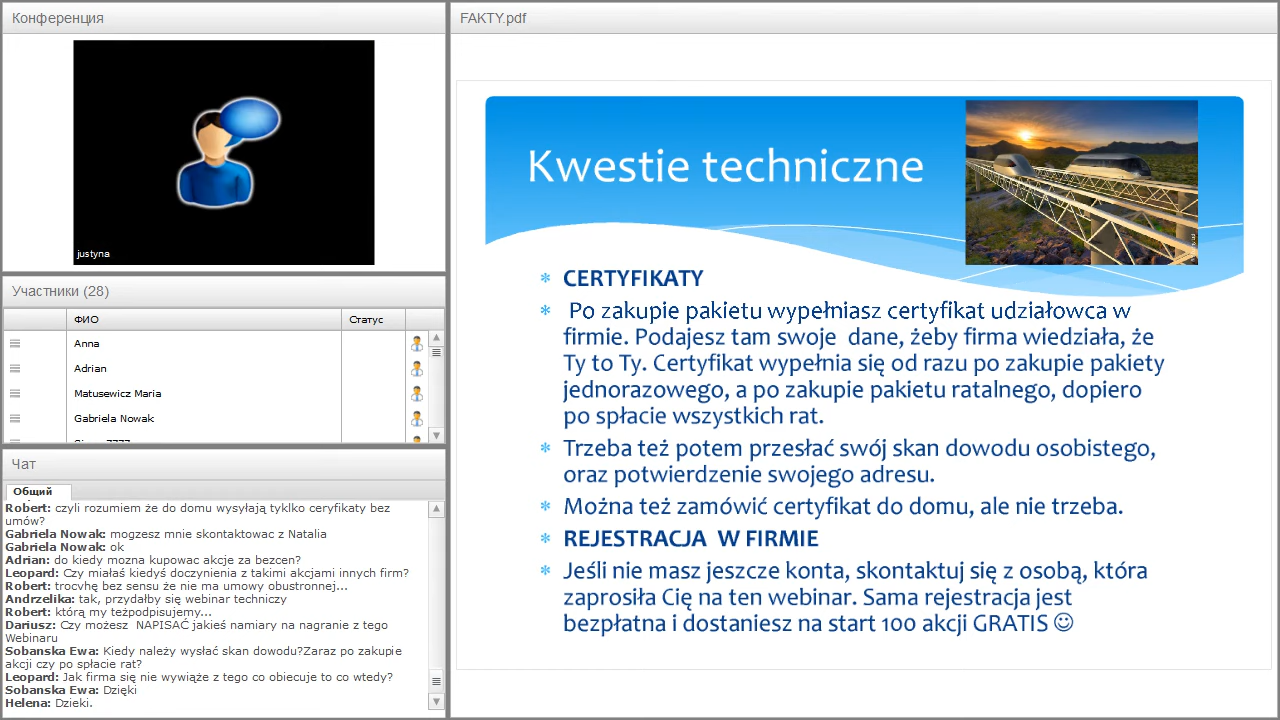 Конференция
justyna
Участники (28)
ФИО
Статус
Anna
Adrian
Matusewicz Maria
Gabriela Nowak
Чат
Общий
Robert: czyli rozumiem że do domu wysyłają tyklko ceryfikaty bez
umów?
Gabriela Nowak: mogzesz mnie skontaktowac z Natalia
Gabriela Nowak: ok
Adrian: do kiedy mozna kupowac akcje za bezcen?
Leopard: Czy miałaś kiedyś doczynienia z takimi akcjami innych firm?
Robert: trocvhę bez sensu że nie ma umowy obustronnej...
Andrzelika: tak, przydałby się webinar techniczy
Robert: którą my teżpodpisujemy...
Dariusz: Czy możesz NAPISAĆ jakieś namiary na nagranie z tego
Webinaru
Sobanska Ewa: Kiedy należy wysłać skan dowodu?Zaraz po zakupie
akcji czy po spłacie rat?
Leopard: Jak firma się nie wywiąże z tego co obiecuje to co wtedy?
Sobanska Ewa: Dzięki
Helena: Dzieki.
FAKTY.pdf
Kwestie techniczne
* CERTYFIKATY
* Po zakupie pakietu wypełniasz certyfikat udziałowca w
firmie. Podajesz tam swoje dane, żeby firma wiedziała, że
Ty to Ty. Certyfikat wypełnia się od razu po zakupie pakiety
jednorazowego, a po zakupie pakietu ratalnego, dopiero
po spłacie wszystkich rat.
* Trzeba też potem przesłać swój skan dowodu osobistego,
oraz potwierdzenie swojego adresu.
* Można też zamówić certyfikat do domu, ale nie trzeba.
* REJESTRACJA W FIRMIE
* Jeśli nie masz jeszcze konta, skontaktuj się z osobą, która
zaprosiła Cię na ten webinar. Sama rejestracja jest
bezpłatna i dostaniesz na start 100 akcji GRATIS ☺